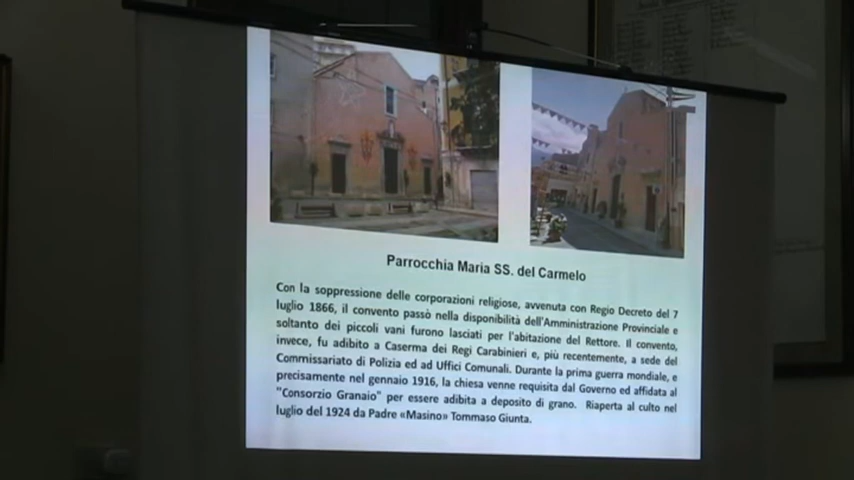 Parrocchia Maria SS. del Carmelo
Con la soppressione delle corporazioni religiose, avvenuta con Regio Decreto del 7
luglio 1866, il convento passò nella disponibilità dell'Amministrazione Provinciale e
soltanto dei piccoli vani furono lasciati per l'abitazione del Rettore. Il convento,
invece, fu adibito a Caserma dei Regi Carabinieri e, più recentemente, a sede del
Commissariato di Polizia ed ad Uffici Comunali. Durante la prima guerra mondiale, e
precisamente nel gennaio 1916, la chiesa venne requisita dal Governo ed affidata al
"Consorzio Granaio" per essere adibita a deposito di grano. Riaperta al culto nel
luglio del 1924 da Padre «Masino» Tommaso Giunta.